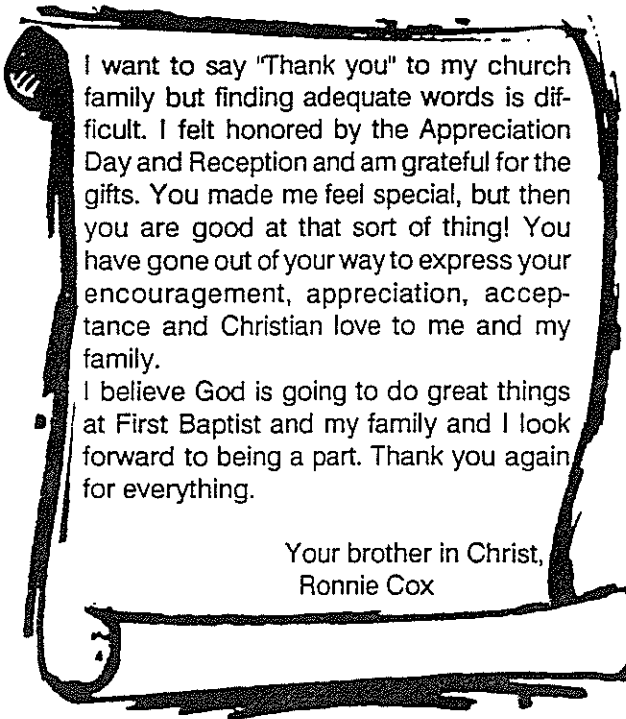 I want to say "Thank you" to my church
family but finding adequate words is dif-
ficult. I felt honored by the Appreciation
Day and Reception and am grateful for the
gifts. You made me feel special, but then
you are good at that sort of thing! You
have gone out of your way to express your
encouragement, appreciation, accep-
tance and Christian love to me and my
family.
I believe God is going to do great things
at First Baptist and my family and I look
forward to being a part. Thank you again
for everything.
Your brother in Christ,
Ronnie Cox